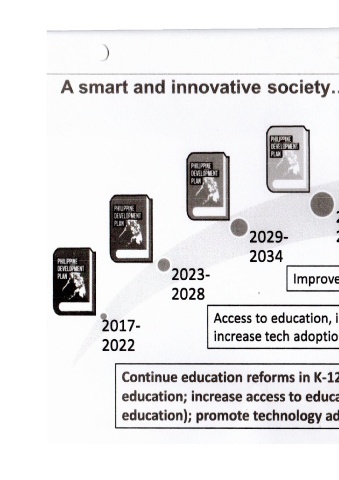 A smart and innovative society..
PHILIPPINE
DEVELOPMENT
PLAN
PHILIPPINE
DEVELOPMENT
PLAN
2029-
2034
PHILIPPINE
DEVELOPMENT
PLAN
2023-
2028
Improve
PHILIPPINE
DEVELOPMENT
PLAN
2017-
2022
Access to education, i
increase tech adoptio
Continue education reforms in K-12
education; increase access to educa
education); promote technology ad